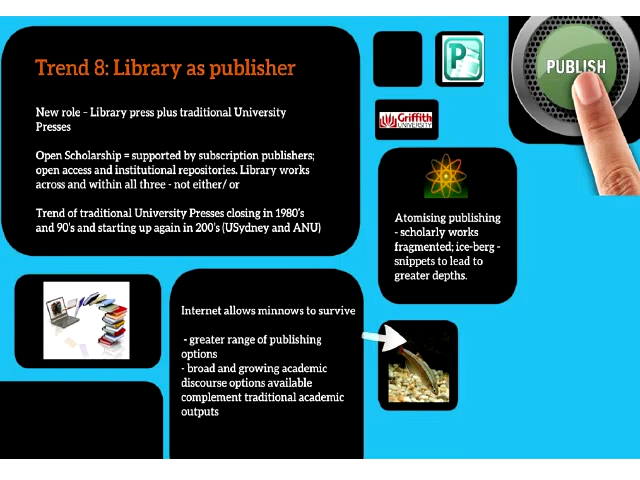 Trend 8: Library as publisher
New role – Library press plus traditional University
Presses
Open Scholarship = supported by subscription publishers;
open access and institutional repositories. Library works
across and within all three - not either/ or
Trend of traditional University Presses closing in 1980's
and 90's and starting up again in 200's (USydney and ANU)
P
PUBLISH
Griffith
UNIVERSITY
Atomising publishing
- scholarly works
fragmented; ice-berg -
snippets to lead to
greater depths.
Internet allows minnows to survive
- greater range of publishing
options
- broad and growing academic
discourse options available
complement traditional academic
outputs